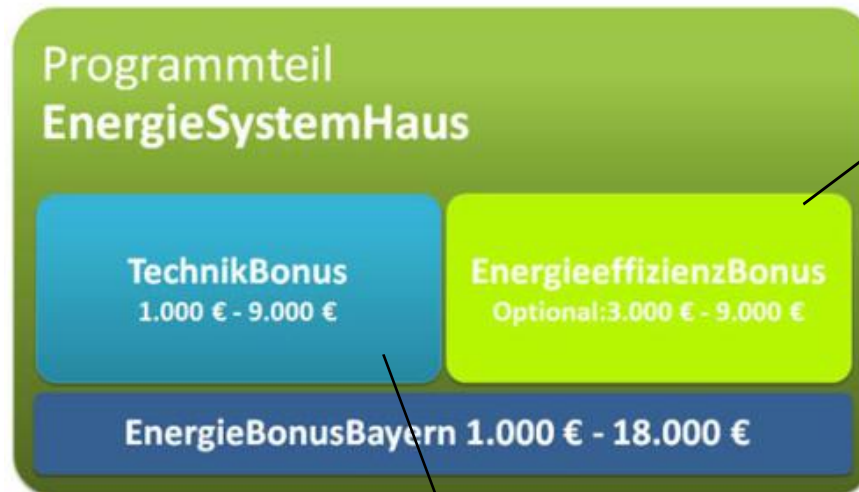 Programmteil
EnergieSystemHaus
TechnikBonus
1.000 € - 9.000 €
EnergieeffizienzBonus
Optional:3.000 € - 9.000 €
EnergieBonusBayern 1.000 € - 18.000 €